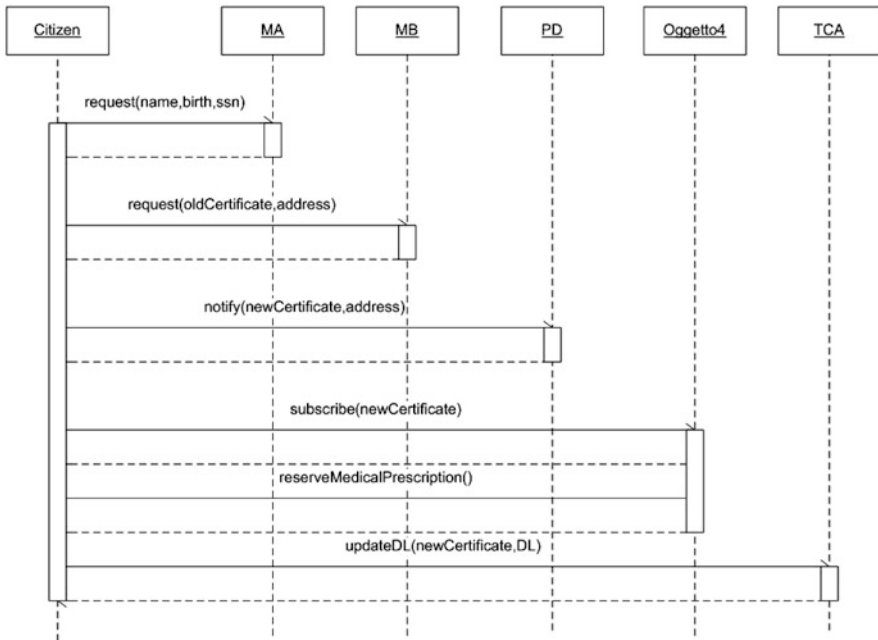 Citizen MA MB PD Oggetto4 TCA
request(name,birth,ssn)
request(oldCertificate,address)
notify(newCertificate,address)
subscribe(newCertificate)
reserveMedicalPrescription()
updateDL(newCertificate,DL)